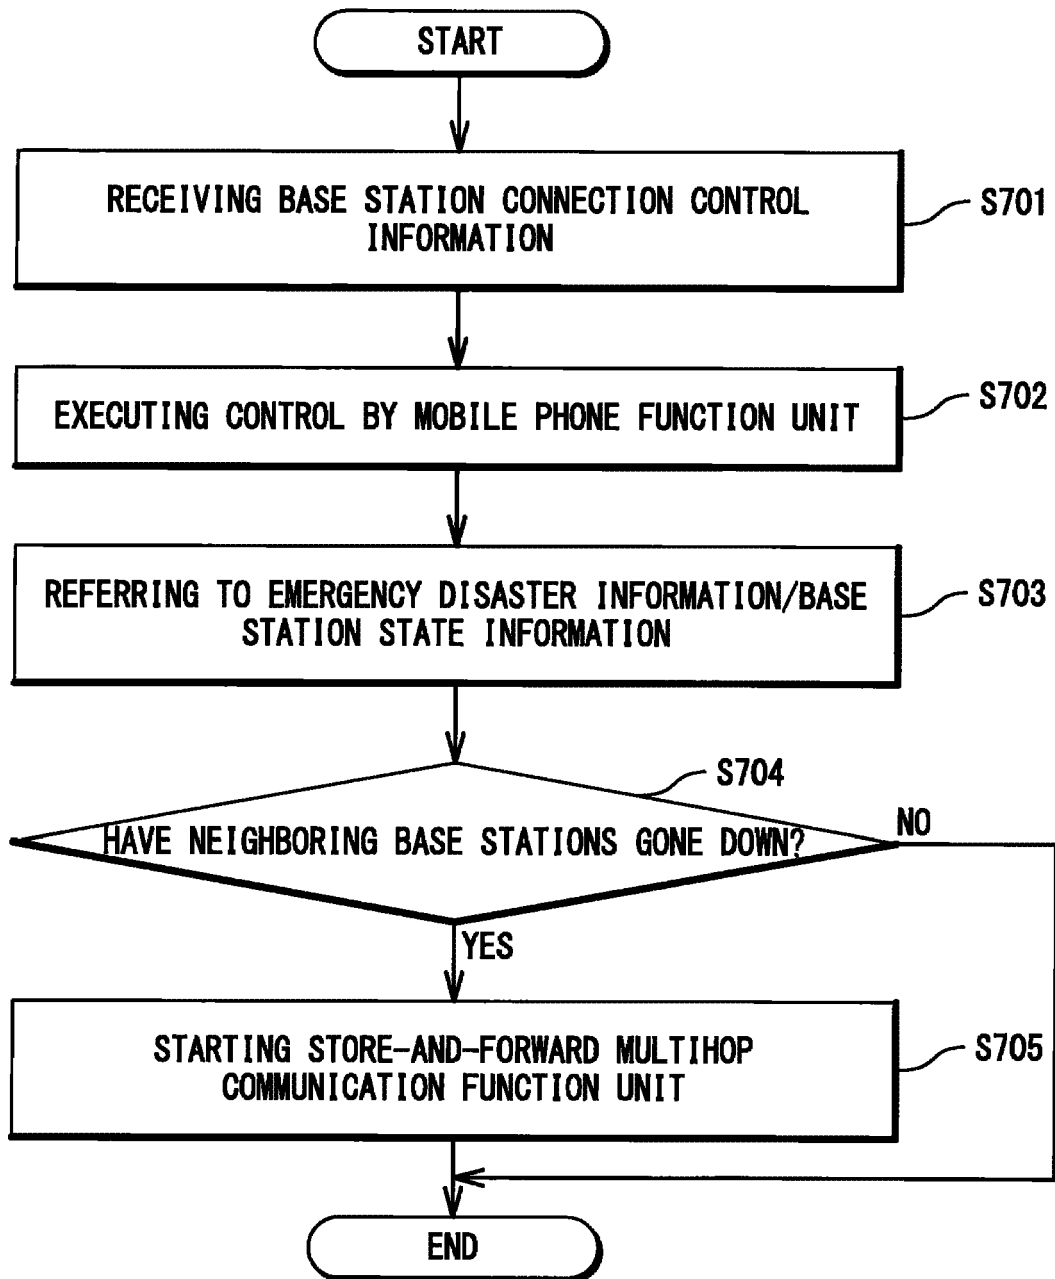 START
RECEIVING BASE STATION CONNECTION CONTROL
INFORMATION
S701
EXECUTING CONTROL BY MOBILE PHONE FUNCTION UNIT
S702
REFERRING TO EMERGENCY DISASTER INFORMATION/BASE
STATION STATE INFORMATION
S703
S704
HAVE NEIGHBORING BASE STATIONS GONE DOWN?
NO
YES
STARTING STORE-AND-FORWARD MULTIHOP
COMMUNICATION FUNCTION UNIT
S705
END